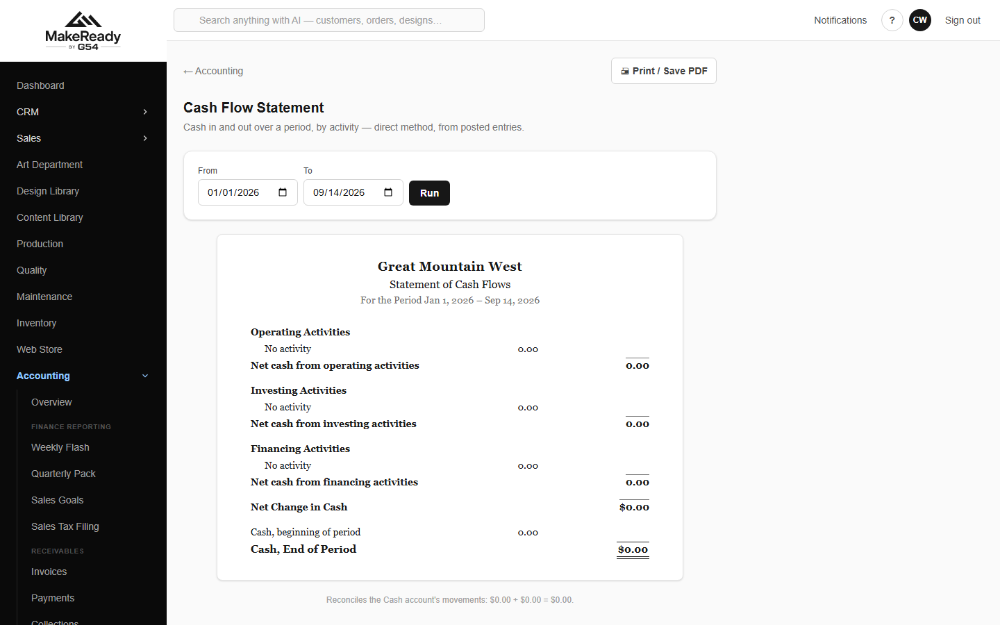 MakeReady
BY G54
Search anything with AI — customers, orders, designs…
Notifications
?
CW
Sign out
Dashboard
CRM
Sales
Art Department
Design Library
Content Library
Production
Quality
Maintenance
Inventory
Web Store
Accounting
Overview
FINANCE REPORTING
Weekly Flash
Quarterly Pack
Sales Goals
Sales Tax Filing
RECEIVABLES
Invoices
Payments
Collections
← Accounting
Print / Save PDF
Cash Flow Statement
Cash in and out over a period, by activity — direct method, from posted entries.
From To
01/01/2026 09/14/2026 Run
Great Mountain West
Statement of Cash Flows
For the Period Jan 1, 2026 – Sep 14, 2026
Operating Activities
No activity 0.00
Net cash from operating activities 0.00
Investing Activities
No activity 0.00
Net cash from investing activities 0.00
Financing Activities
No activity 0.00
Net cash from financing activities 0.00
Net Change in Cash $0.00
Cash, beginning of period 0.00
Cash, End of Period $0.00
Reconciles the Cash account's movements: $0.00 + $0.00 = $0.00.